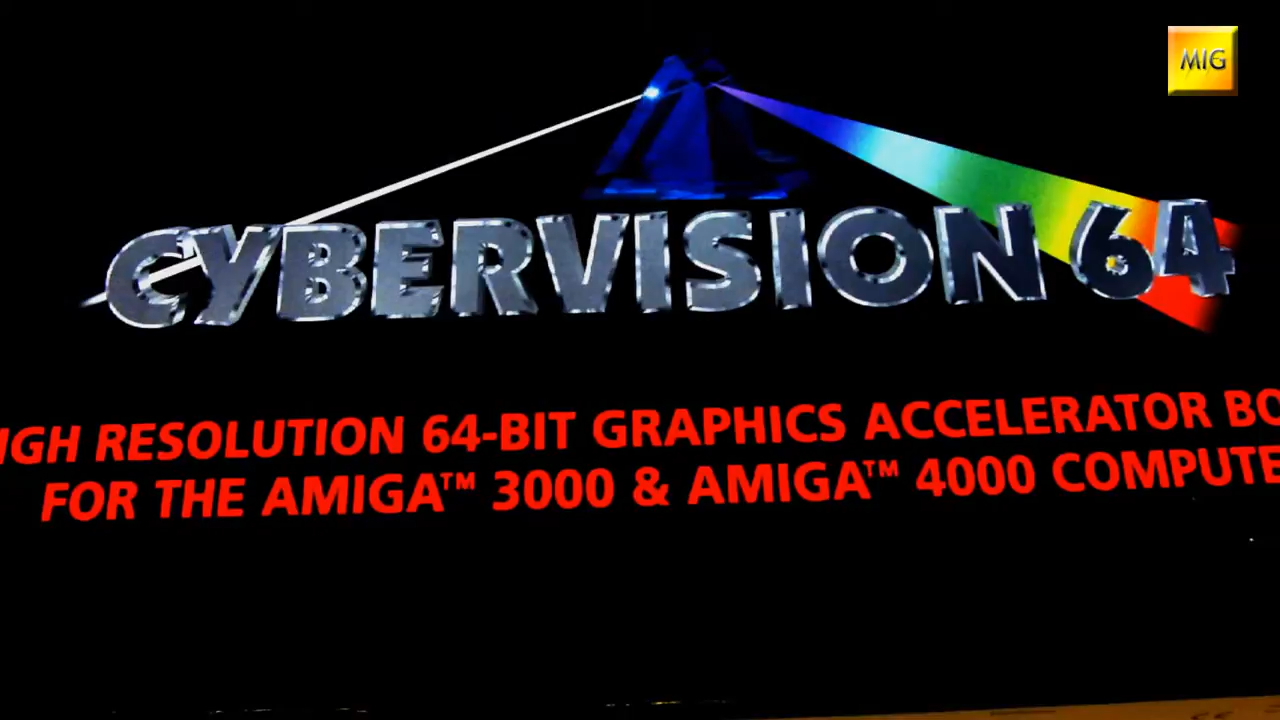 MIG
CYBERVISION 64
IGH RESOLUTION 64-BIT GRAPHICS ACCELERATOR BO
FOR THE AMIGA™ 3000 & AMIGA™ 4000 COMPUTE